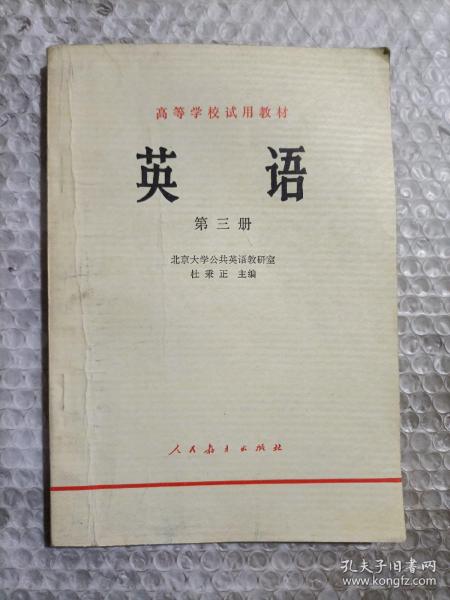 高等学校试用教材
英语
第三册
北京大学公共英语教研室
杜秉正 主编
人民教育出版社
孔夫子旧书网
www.kongfz.com